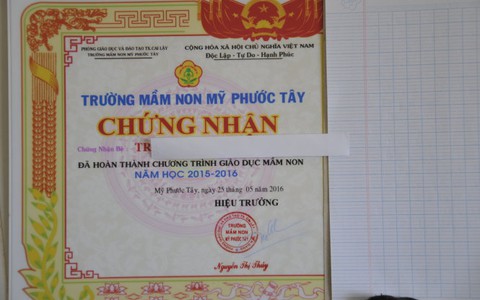 PHÒNG GIÁO DỤC VÀ ĐÀO TẠO TX.CAI LẬY
TRƯỜNG MẦM NON MỸ PHƯỚC TÂY
CỘNG HÒA XÃ HỘI CHỦ NGHĨA VIỆT NAM
Độc Lập - Tự Do - Hạnh Phúc
TRƯỜNG MẦM NON MỸ PHƯỚC TÂY
CHỨNG NHẬN
Chứng Nhận Bé : TR
ĐÃ HOÀN THÀNH CHƯƠNG TRÌNH GIÁO DỤC MẦM NON
NĂM HỌC 2015-2016
Mỹ Phước Tây, ngày 25 tháng 05 năm 2016
HIỆU TRƯỞNG
TRƯỜNG
MẦM NON
MỸ PHƯỚC TÂY
Nguyễn Thị Thủy